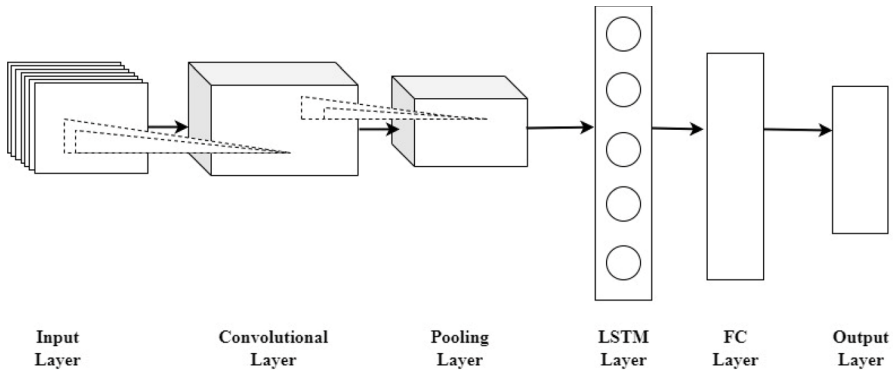 Input
Layer
Convolutional
Layer
Pooling
Layer
LSTM
Layer
FC
Layer
Output
Layer